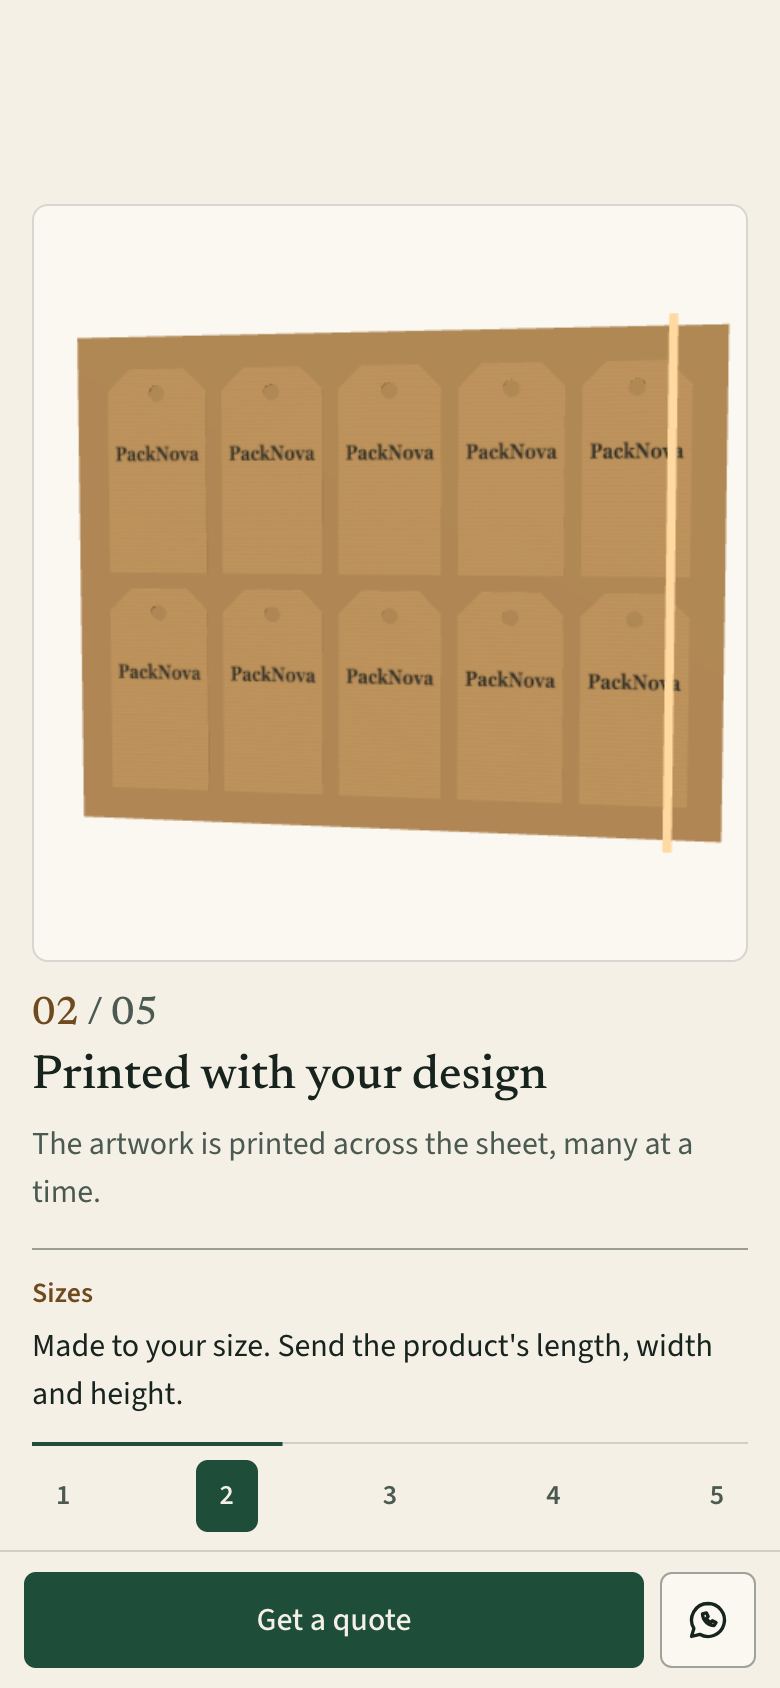 PackNova PackNova PackNova PackNova PackNova
PackNova PackNova PackNova PackNova PackNova
02 / 05
Printed with your design
The artwork is printed across the sheet, many at a
time.
Sizes
Made to your size. Send the product's length, width
and height.
1 2 3 4 5
Get a quote